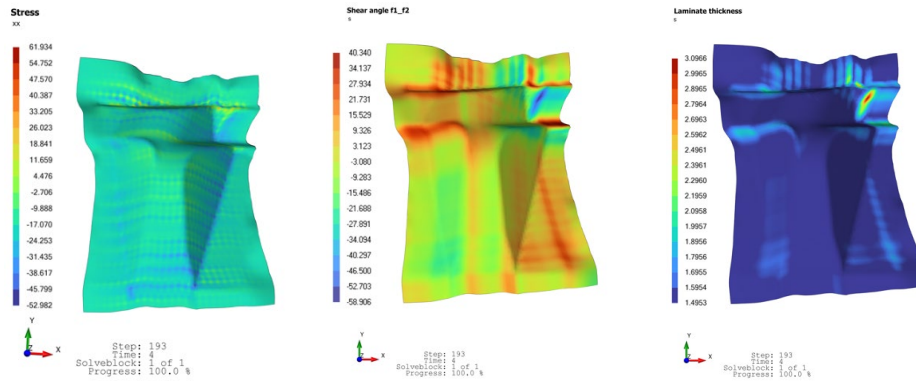 Stress
xx
61.934
54.752
47.570
40.387
33.205
26.023
18.841
11.659
4.476
-2.706
-9.888
-17.070
-24.253
-31.435
-38.617
-45.799
-52.982
Y
Z
X
Step: 193
Time: 4
Solveblock: 1 of 1
Progress: 100.0 %
Shear angle f1_f2
s
40.340
34.137
27.934
21.731
15.529
9.326
3.123
-3.080
-9.283
-15.486
-21.688
-27.891
-34.094
-40.297
-46.500
-52.703
-58.906
Y
Z
X
Step: 193
Time: 4
Solveblock: 1 of 1
Progress: 100.0 %
Laminate thickness
s
3.0966
2.9965
2.8964
2.7964
2.6963
2.5962
2.4961
2.3961
2.2960
2.1959
2.0958
1.9958
1.8957
1.7956
1.6955
1.5955
1.4953
Y
Z
X
Step: 193
Time: 4
Solveblock: 1 of 1
Progress: 100.0 %